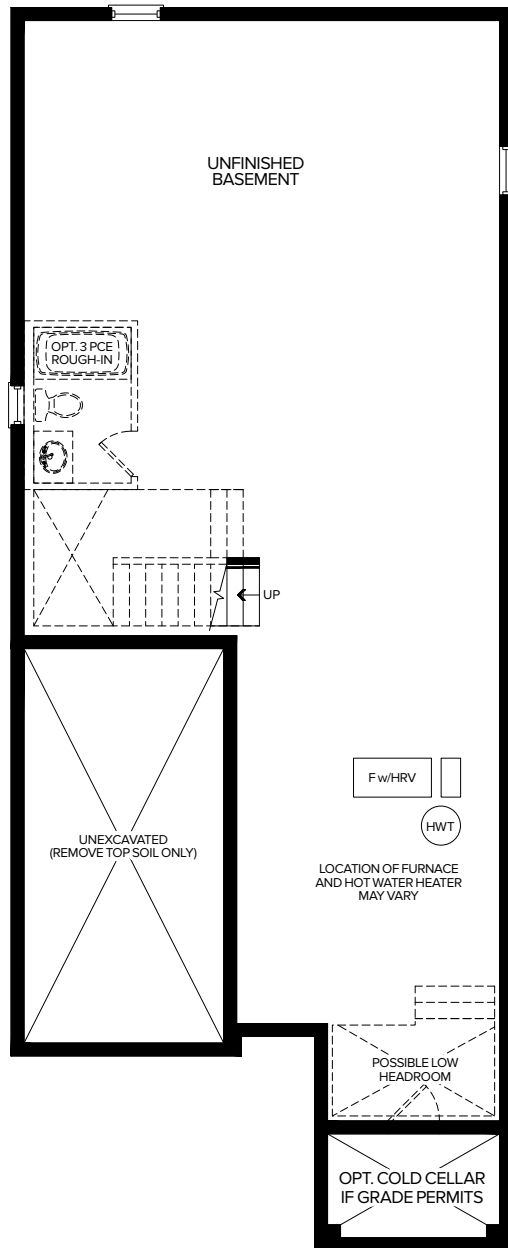 UNFINISHED
BASEMENT
OPT. 3 PCE
ROUGH-IN
UP
F w/HRV
HWT
UNEXCAVATED
(REMOVE TOP SOIL ONLY)
LOCATION OF FURNACE
AND HOT WATER HEATER
MAY VARY
POSSIBLE LOW
HEADROOM
OPT. COLD CELLAR
IF GRADE PERMITS